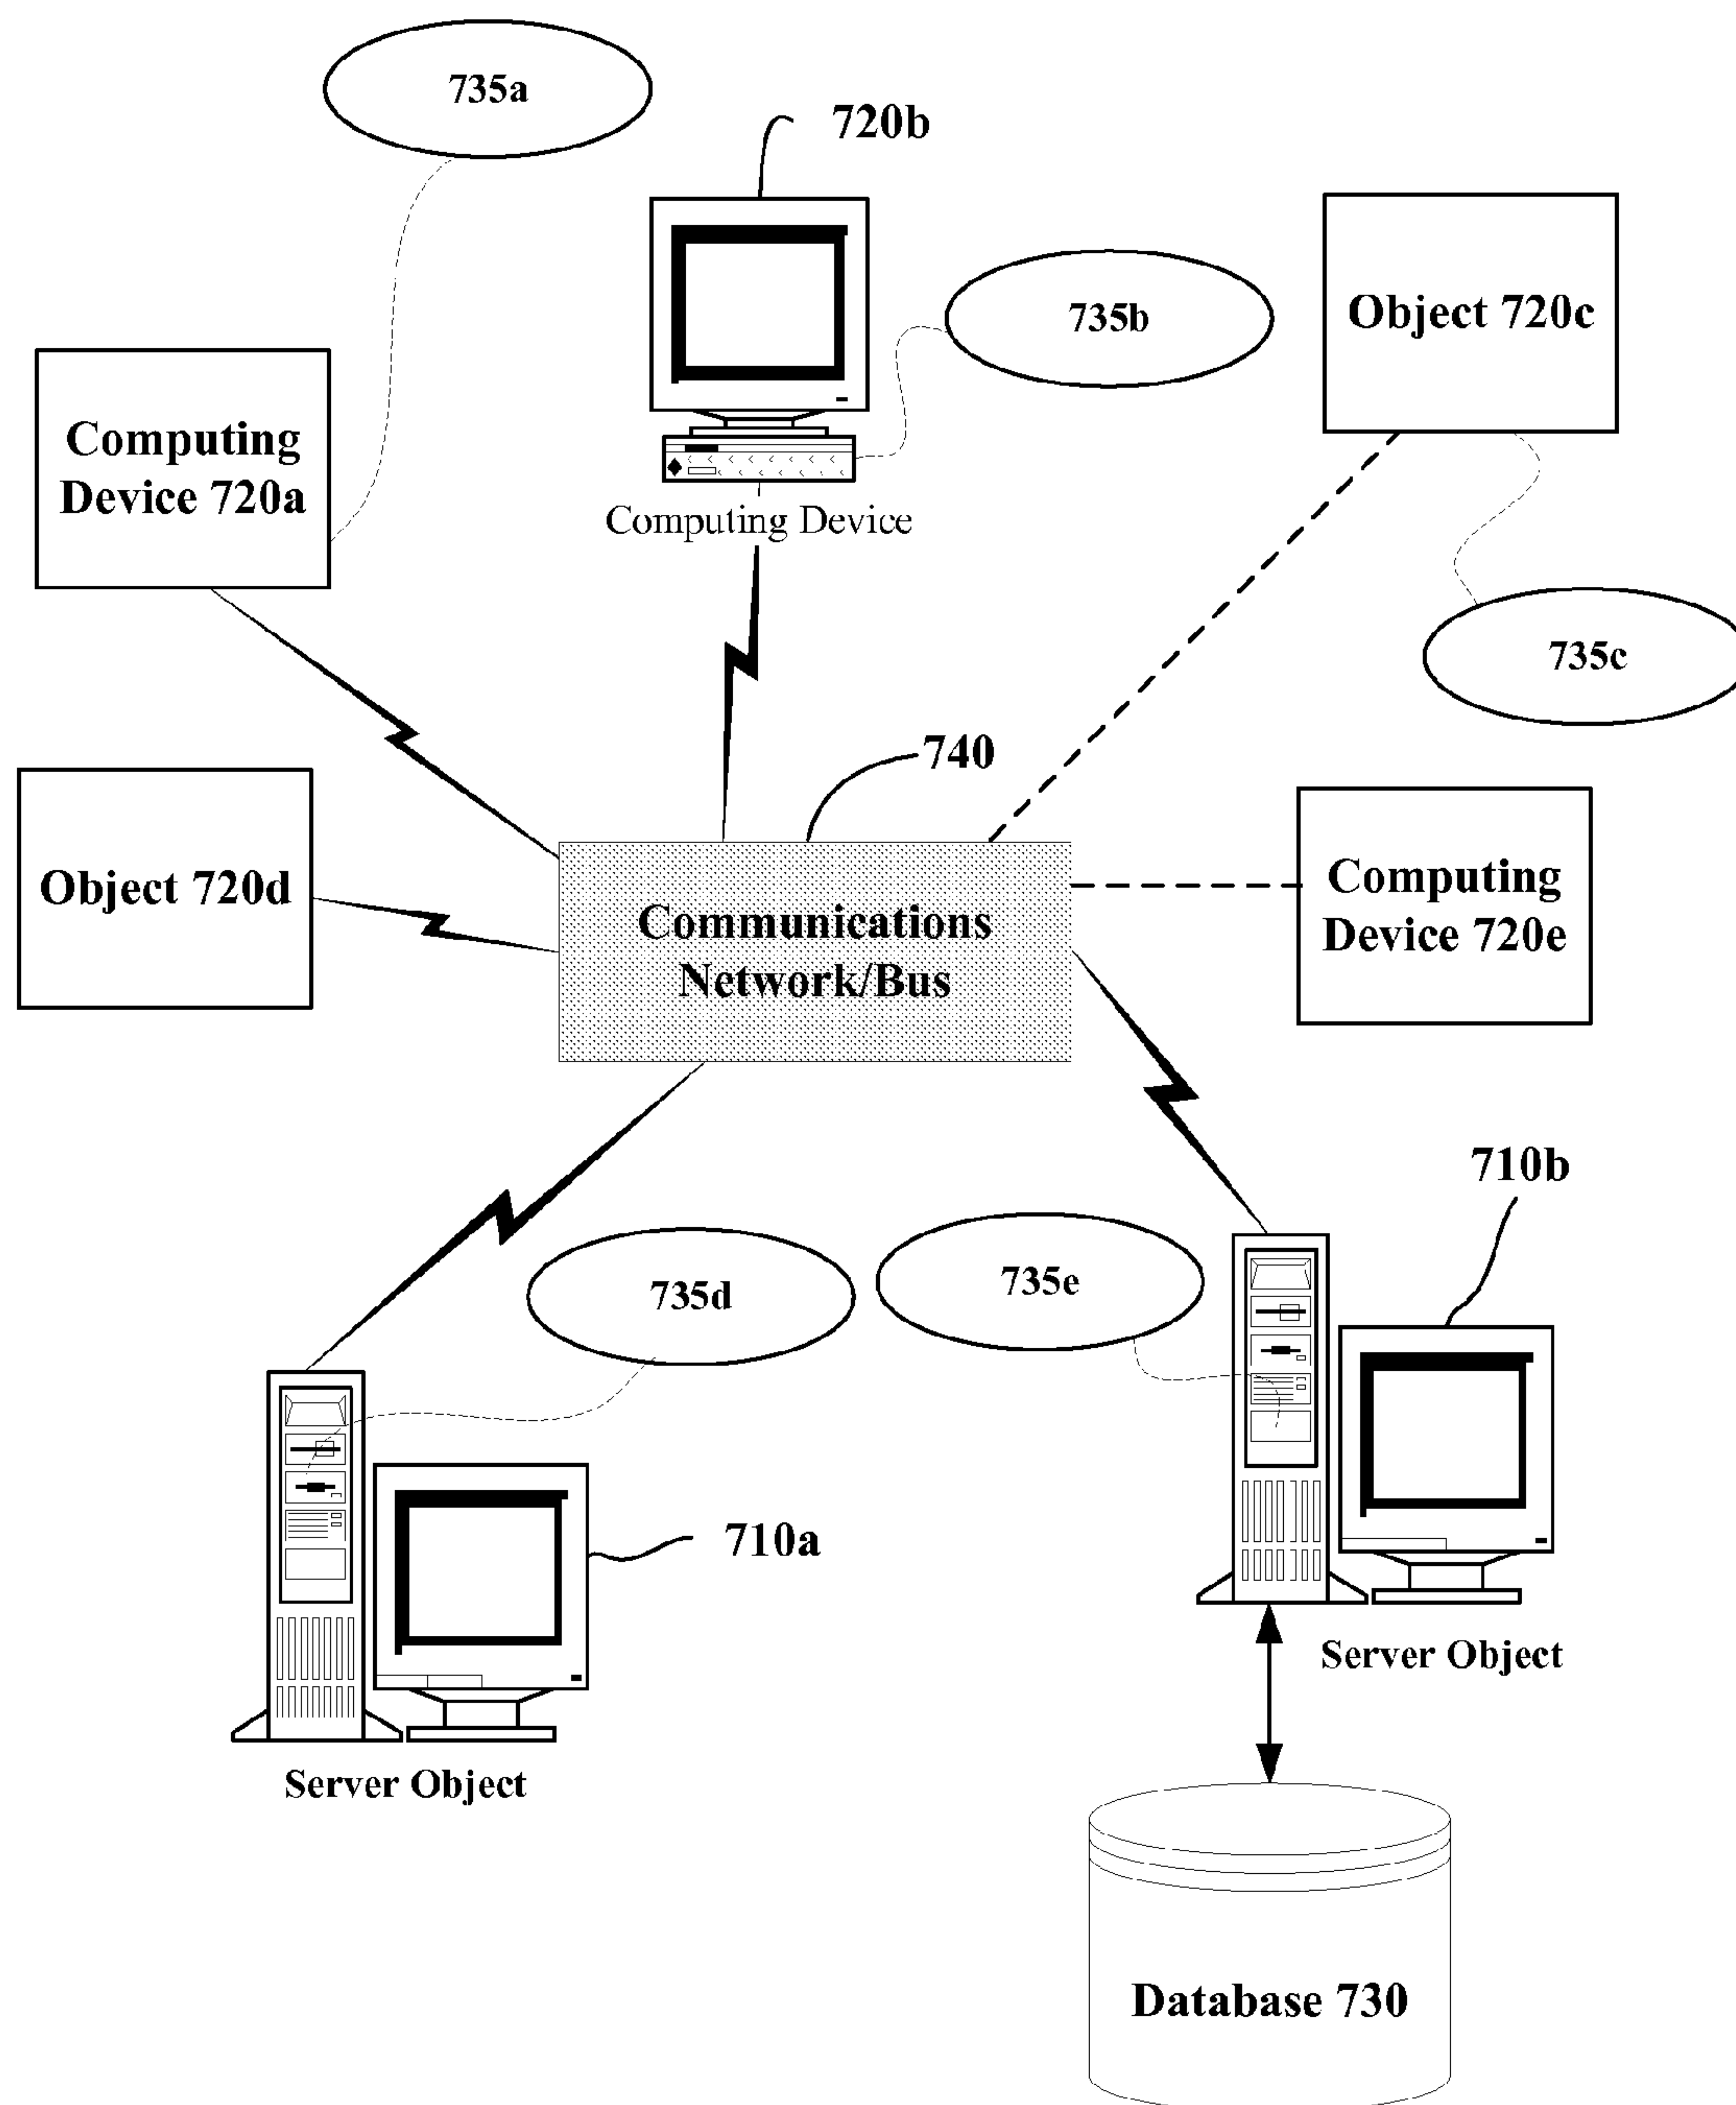 735a
720b
735b
Object 720c
Computing
Device 720a
Computing Device
735c
740
Object 720d
Communications
Network/Bus
Computing
Device 720e
710b
735d
735e
710a
Server Object
Server Object
Database 730